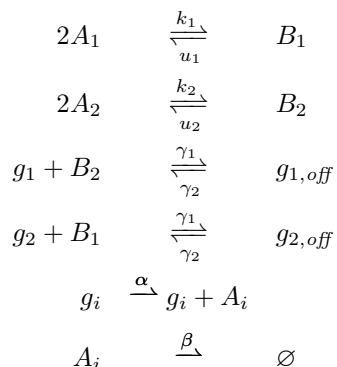 2A₁ k₁ ⇌ u₁ B₁
2A₂ k₂ ⇌ u₂ B₂
g₁ + B₂ γ₁ ⇌ γ₂ g₁,off
g₂ + B₁ γ₁ ⇌ γ₂ g₂,off
gᵢ α ⇀ gᵢ + Aᵢ
Aᵢ β ⇀ ∅